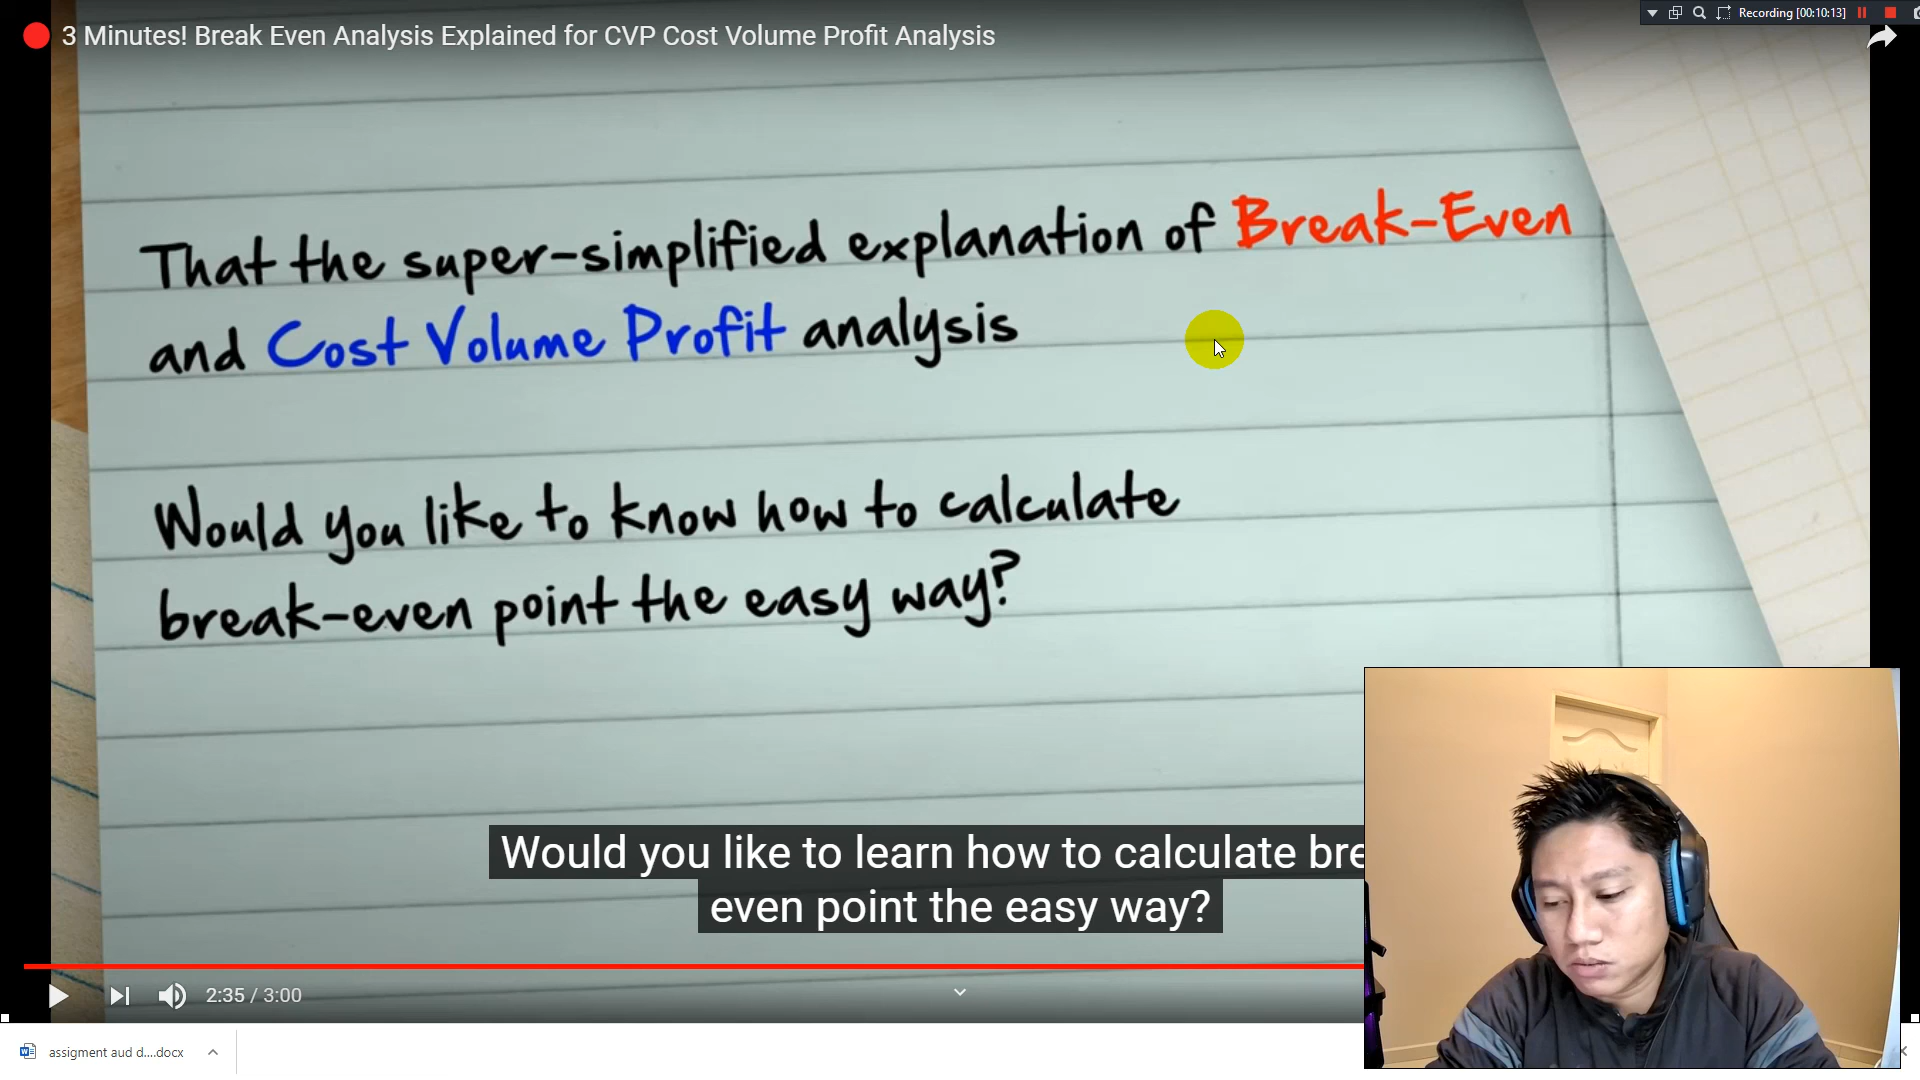 Recording [00:10:13]
3 Minutes! Break Even Analysis Explained for CVP Cost Volume Profit Analysis
That the super-simplified explanation of Break-Even
and Cost Volume Profit analysis
Would you like to know how to calculate
break-even point the easy way?
Would you like to learn how to calculate bre
even point the easy way?
2:35 / 3:00
assigment aud d....docx